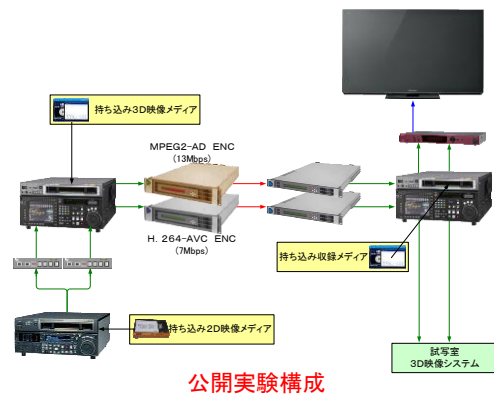 持ち込み3D映像メディア
MPEG2-AD ENC
(13Mbps)
H.264-AVC ENC
(7Mbps)
持ち込み収録メディア
持ち込み2D映像メディア
試写室
3D映像システム
公開実験構成